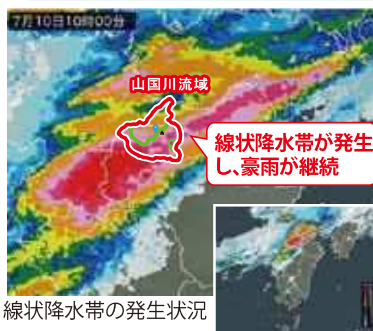 7月10日10時00分
山国川流域
線状降水帯が発生
し、豪雨が継続
線状降水帯の発生状況